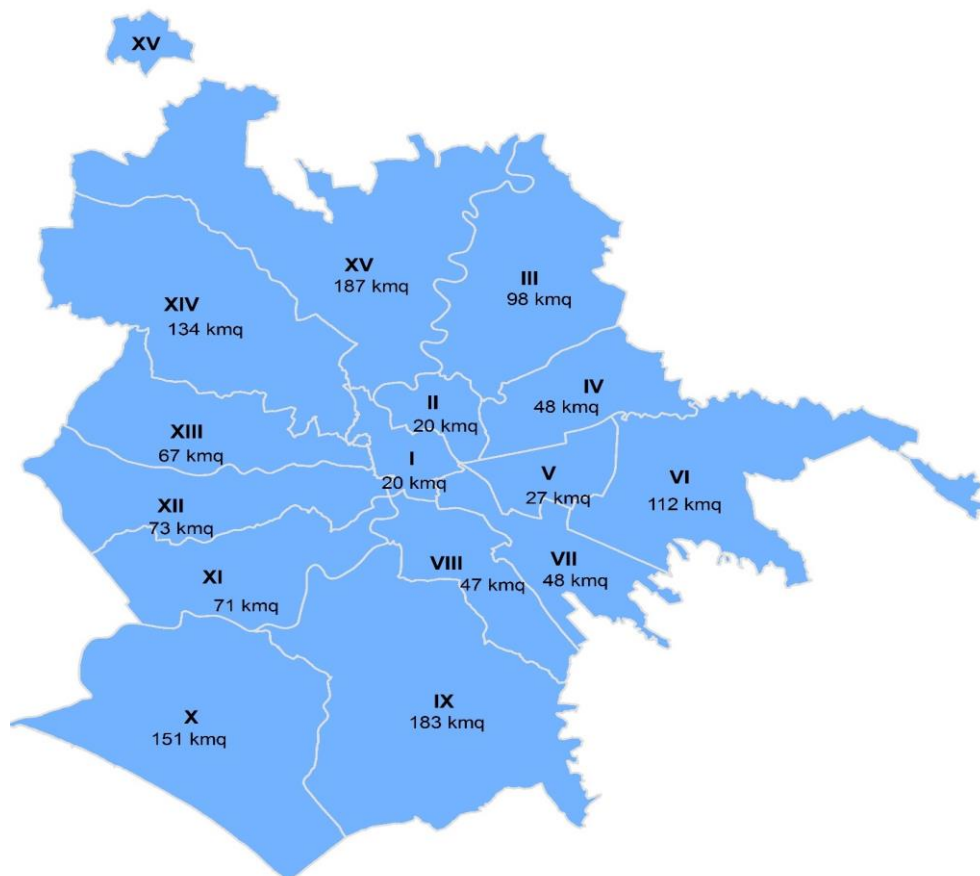 XV
XV
187 kmq
III
98 kmq
XIV
134 kmq
IV
48 kmq
II
20 kmq
XIII
67 kmq
I
20 kmq
V
27 kmq
VI
112 kmq
XII
73 kmq
VIII
47 kmq
VII
48 kmq
XI
71 kmq
IX
183 kmq
X
151 kmq